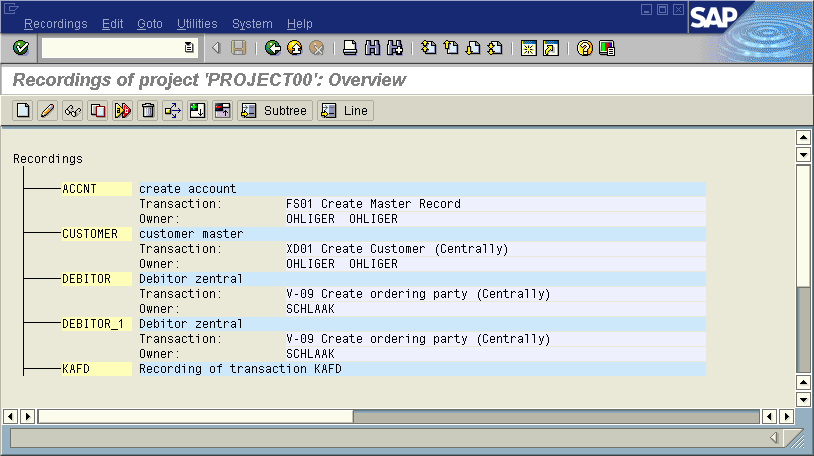 Recordings Edit Goto Utilities System Help
SAP
Recordings of project 'PROJECT00': Overview
Subtree Line
Recordings
ACCNT create account
Transaction: FS01 Create Master Record
Owner: OHLIGER OHLIGER
CUSTOMER customer master
Transaction: XD01 Create Customer (Centrally)
Owner: OHLIGER OHLIGER
DEBITOR Debitor zentral
Transaction: V-09 Create ordering party (Centrally)
Owner: SCHLAAK
DEBITOR_1 Debitor zentral
Transaction: V-09 Create ordering party (Centrally)
Owner: SCHLAAK
KAFD Recording of transaction KAFD